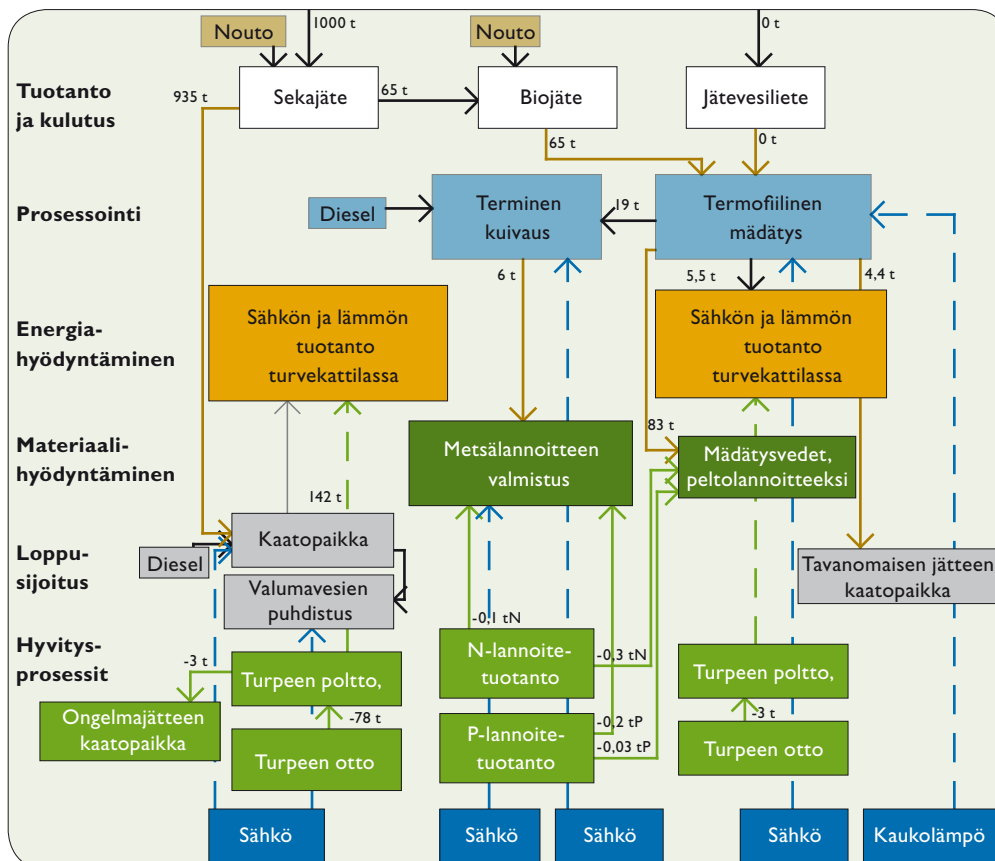 1000 t
0 t
Nouto
Nouto
Tuotanto
ja kulutus
935 t
Sekajäte
65 t
Biojäte
Jätevesiliete
65 t
0 t
Prosessointi
Diesel
Terminen
kuivaus
19 t
Termofiilinen
mädätys
6 t
5,5 t
4,4 t
Energia-
hyödyntäminen
Sähkön ja lämmön
tuotanto
turvekattilassa
Sähkön ja lämmön
tuotanto
turvekattilassa
Materiaali-
hyödyntäminen
Metsälannoitteen
valmistus
83 t
Mädätysvedet,
peltolannoitteeksi
142 t
Loppu-
sijoitus
Diesel
Kaatopaikka
Valumavesien
puhdistus
Tavanomaisen jätteen
kaatopaikka
-0,1 tN
Hyvitys-
prosessit
-3 t
Turpeen poltto,
N-lannoite-
tuotanto
-0,3 tN
Turpeen poltto,
Ongelmajätteen
kaatopaikka
-78 t
Turpeen otto
P-lannoite-
tuotanto
-0,2 tP
-0,03 tP
-3 t
Turpeen otto
Sähkö
Sähkö
Sähkö
Sähkö
Kaukolämpö